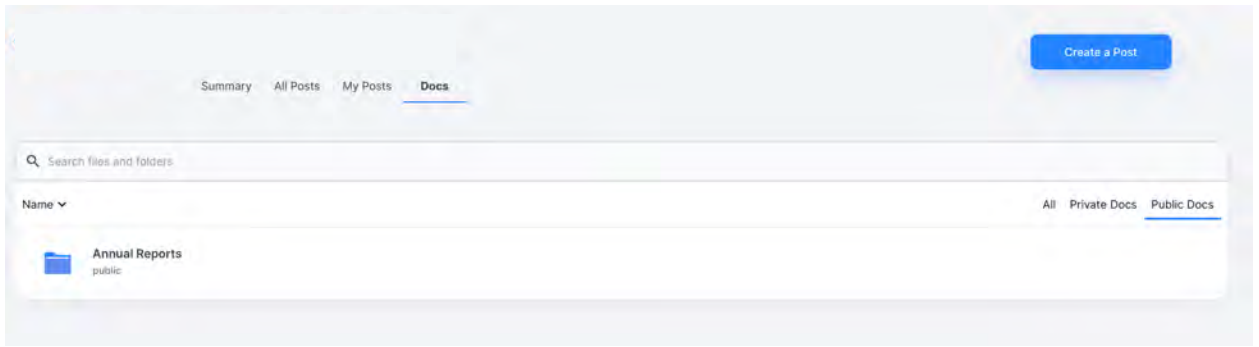 Create a Post
Summary All Posts My Posts Docs
Search files and folders
Name All Private Docs Public Docs
Annual Reports
public